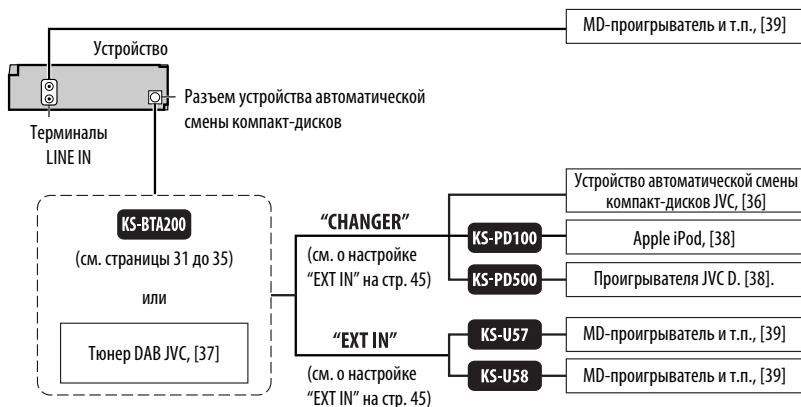 MD-проигрыватель и т.п., [39]
Устройство
Разъем устройства автоматической
смены компакт-дисков
Терминалы
LINE IN
KS-BTA200
(см. страницы 31 до 35)
или
Тюнер DAB JVC, [37]
“CHANGER”
(см. о настройке
“EXT IN” на стр. 45)
Устройство автоматической смены
компакт-дисков JVC, [36]
KS-PD100
Apple iPod, [38]
KS-PD500
Проигрывателя JVC D. [38].
“EXT IN”
(см. о настройке
“EXT IN” на стр. 45)
KS-U57
MD-проигрыватель и т.п., [39]
KS-U58
MD-проигрыватель и т.п., [39]